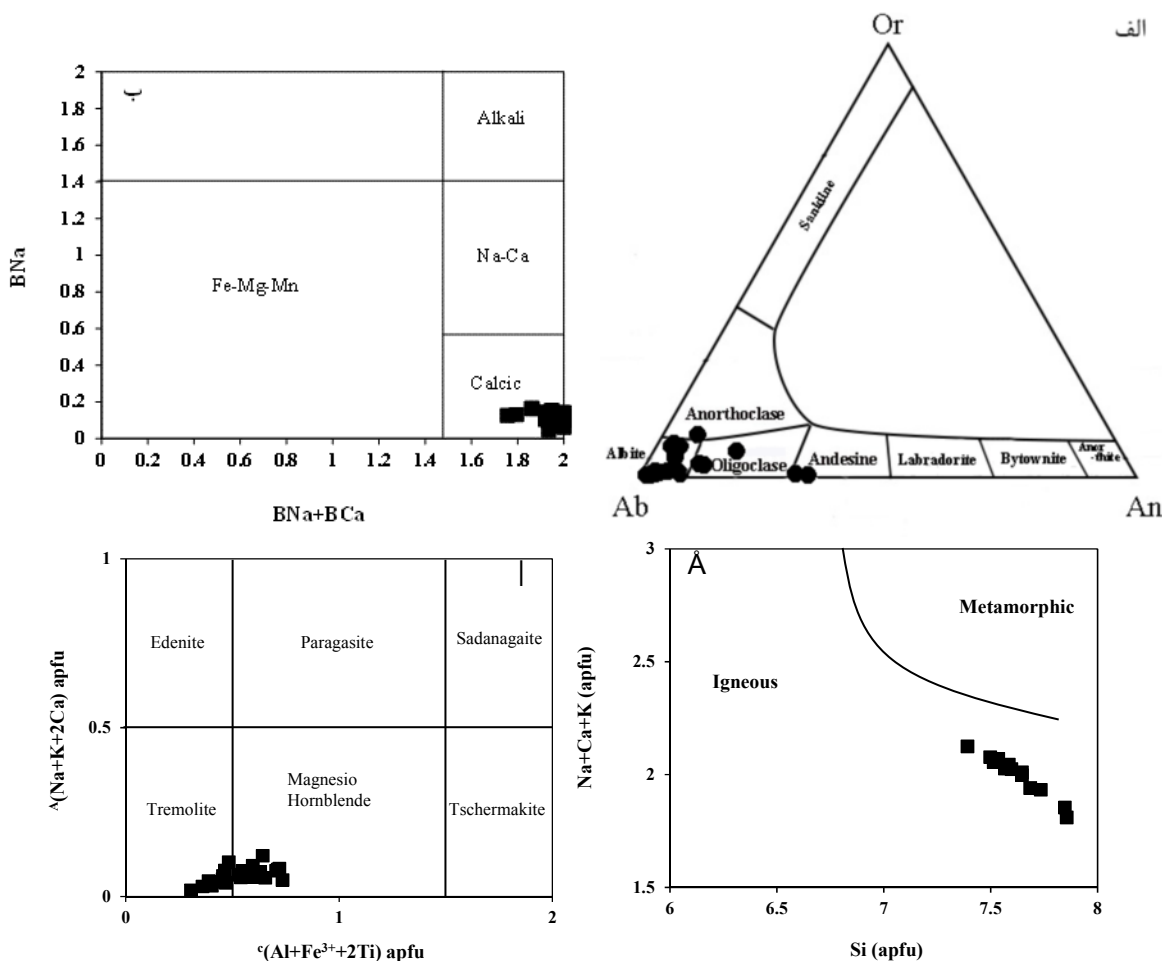 الف
Or
Sanidine
Anorthoclase
Albite
Oligoclase
Andesine
Labradorite
Bytownite
Anor
-thite-
Ab
An
ب
2
1.8
1.6
1.4
1.2
1
0.8
0.6
0.4
0.2
0
BNa
Alkali
Na-Ca
Fe-Mg-Mn
Calcic
0 0.2 0.4 0.6 0.8 1 1.2 1.4 1.6 1.8 2
BNa+BCa
1
0.5
0
ᴬ(Na+K+2Ca) apfu
Edenite
Paragasite
Sadanagaite
Tremolite
Magnesio
Hornblende
Tschermakite
0 1 2
ᶜ(Al+Fe³⁺+2Ti) apfu
Å
3
2.5
2
1.5
Na+Ca+K (apfu)
Metamorphic
Igneous
6 6.5 7 7.5 8
Si (apfu)